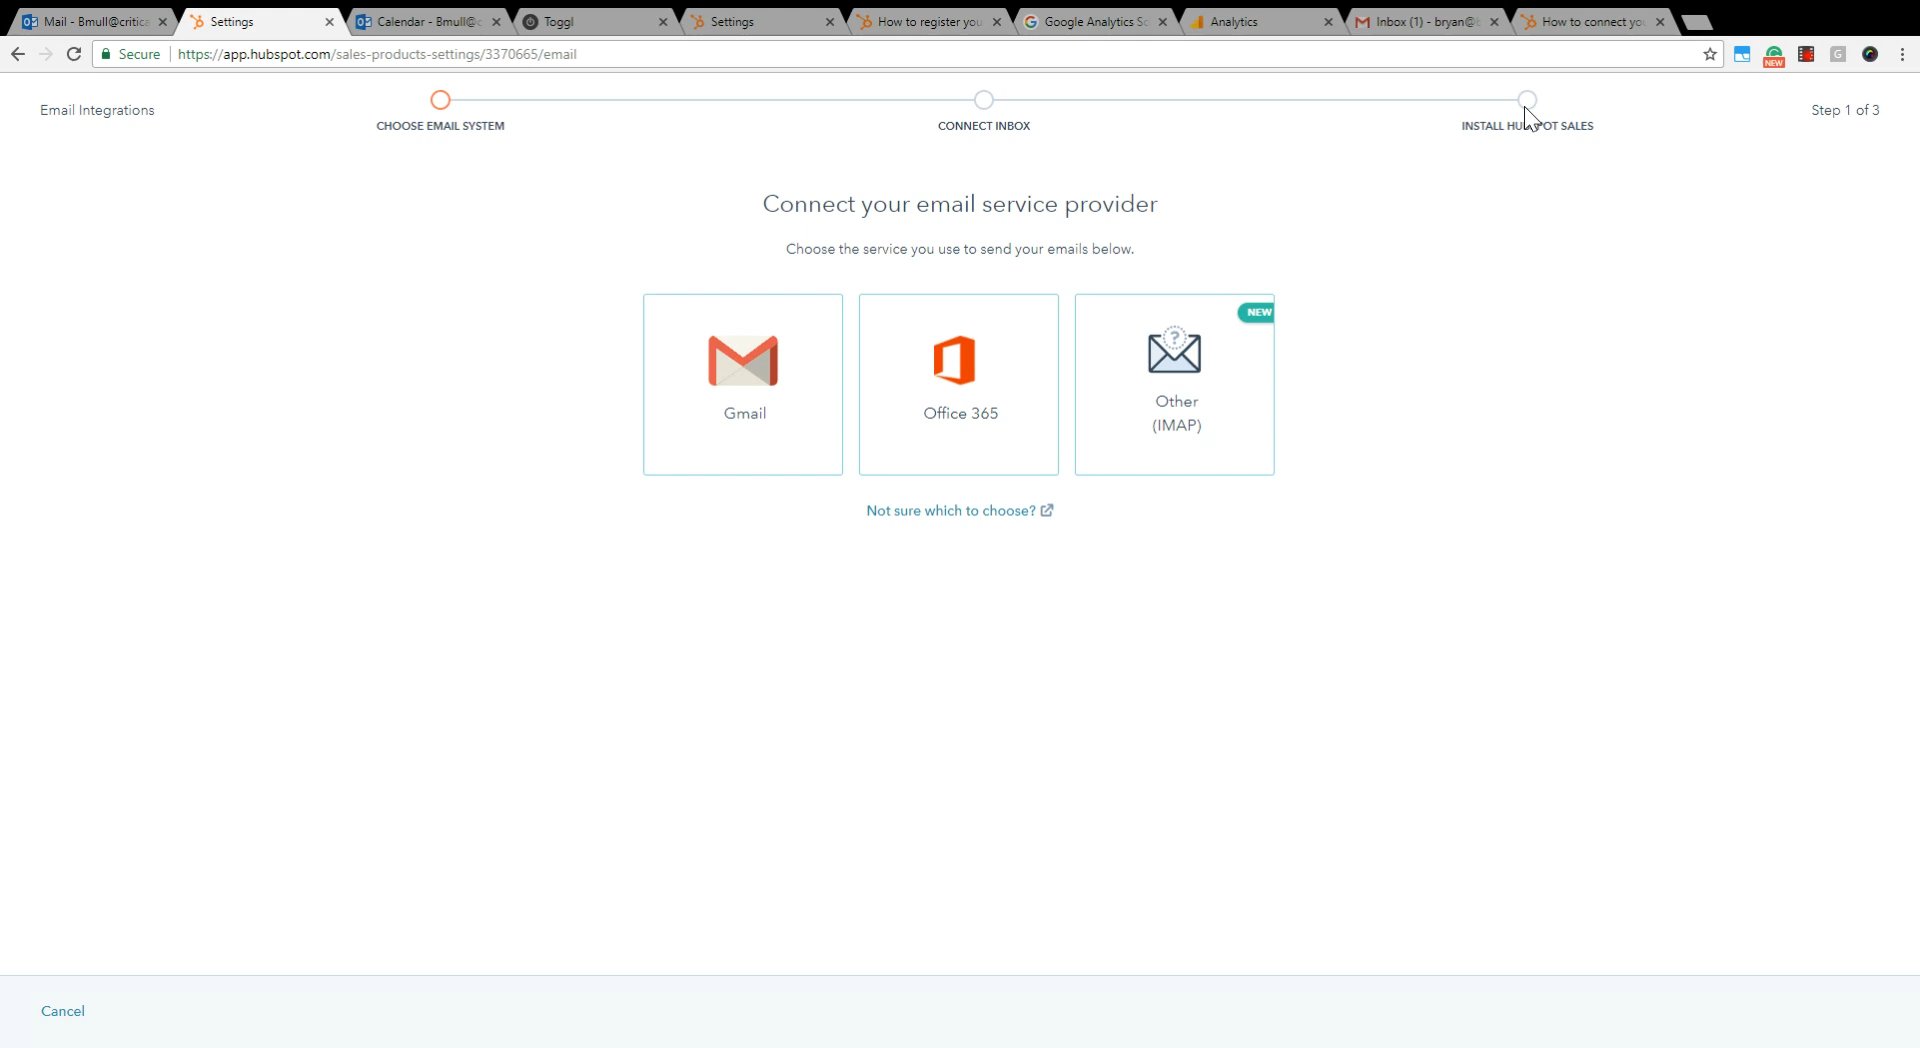 Mail - Bmull@critica
Settings
Calendar - Bmull@c
Toggl
Settings
How to register you
Google Analytics So
Analytics
Inbox (1) - bryan@b
How to connect you
Secure
https://app.hubspot.com/sales-products-settings/3370665/email
NEW
G
Email Integrations
CHOOSE EMAIL SYSTEM
CONNECT INBOX
INSTALL HUBSPOT SALES
Step 1 of 3
Connect your email service provider
Choose the service you use to send your emails below.
Gmail
Office 365
NEW
Other
(IMAP)
Not sure which to choose?
Cancel